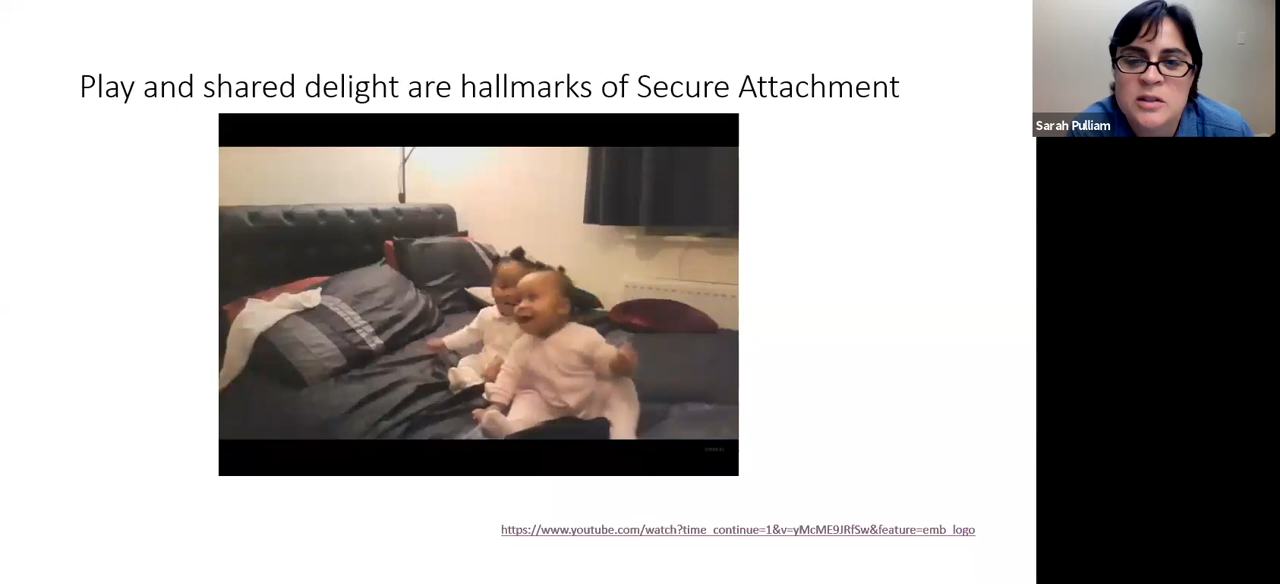 Play and shared delight are hallmarks of Secure Attachment
Sarah Pulliam
https://www.youtube.com/watch?time_continue=1&v=yMcME9JRfSw&feature=emb_logo